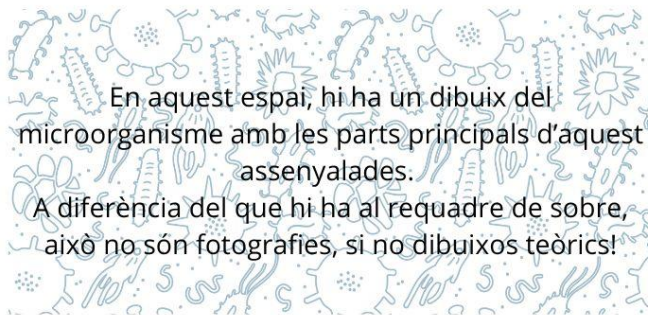 En aquest espai, hi ha un dibuix del
microorganisme amb les parts principals d'aquest
assenyalades.
A diferència del que hi ha al requadre de sobre,
això no són fotografies, si no dibuixos teòrics!